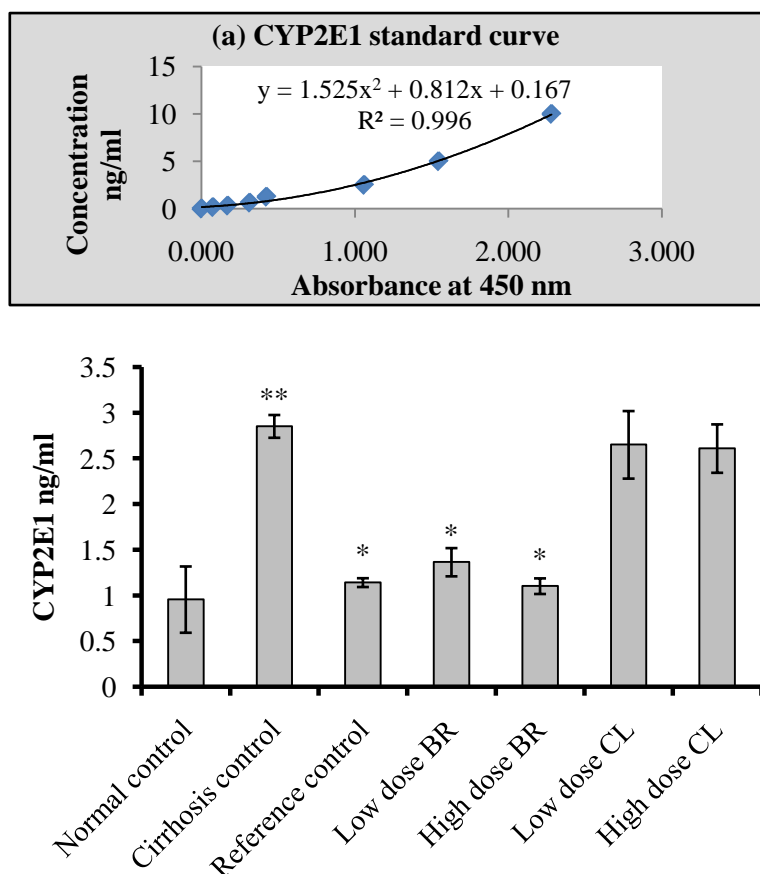 (a) CYP2E1 standard curve
y = 1.525x² + 0.812x + 0.167
R² = 0.996
15
10
5
0
Concentration
ng/ml
0.000 1.000 2.000 3.000
Absorbance at 450 nm
3.5
3
2.5
2
1.5
1
0.5
0
CYP2E1 ng/ml
**
*
*
*
Normal control
Cirrhosis control
Reference control
Low dose BR
High dose BR
Low dose CL
High dose CL